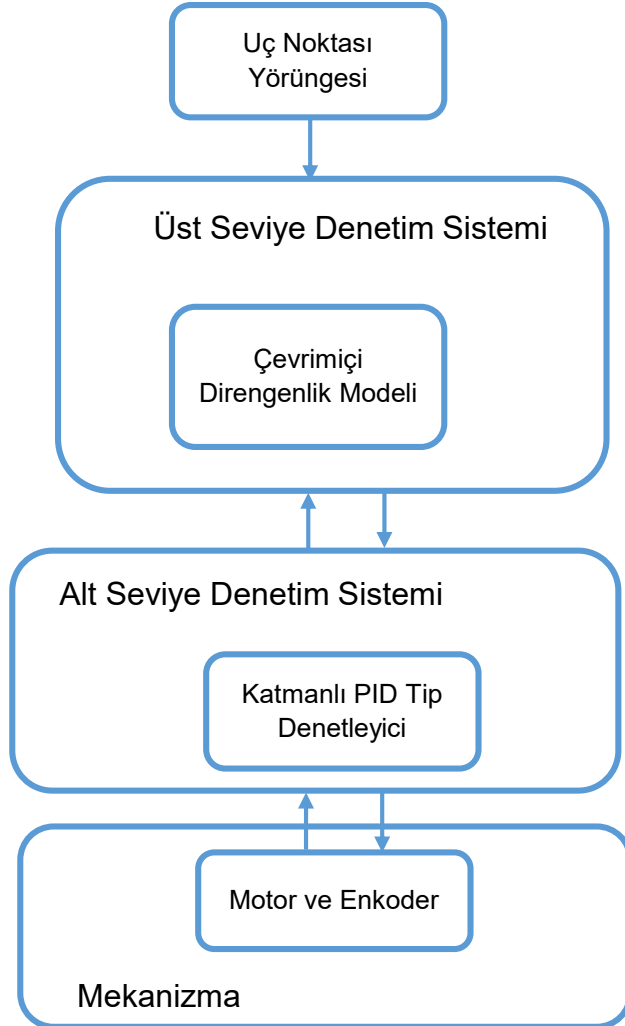 Uç Noktası
Yörüngesi
Üst Seviye Denetim Sistemi
Çevrimiçi
Direngenlik Modeli
Alt Seviye Denetim Sistemi
Katmanlı PID Tip
Denetleyici
Motor ve Enkoder
Mekanizma